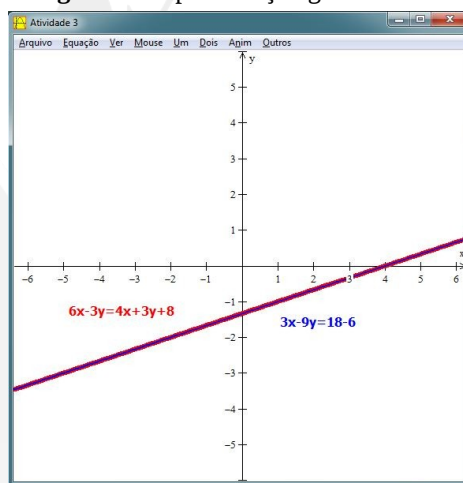 Atividade 3
Arquivo Equação Ver Mouse Um Dois Anim Outros
y
5
4
3
2
1
x
-6 -5 -4 -3 -2 -1 1 2 3 4 5 6
-1
6x-3y=4x+3y+8
3x-9y=18-6
-2
-3
-4
-5